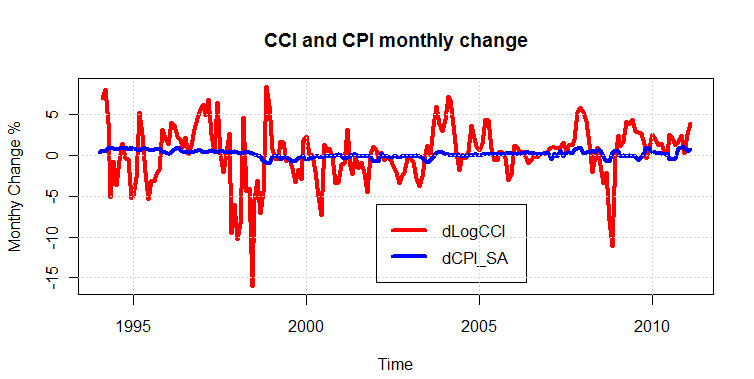 CCI and CPI monthly change
Monthy Change %
5
0
-5
-10
-15
dLogCCI
dCPI_SA
1995 2000 2005 2010
Time